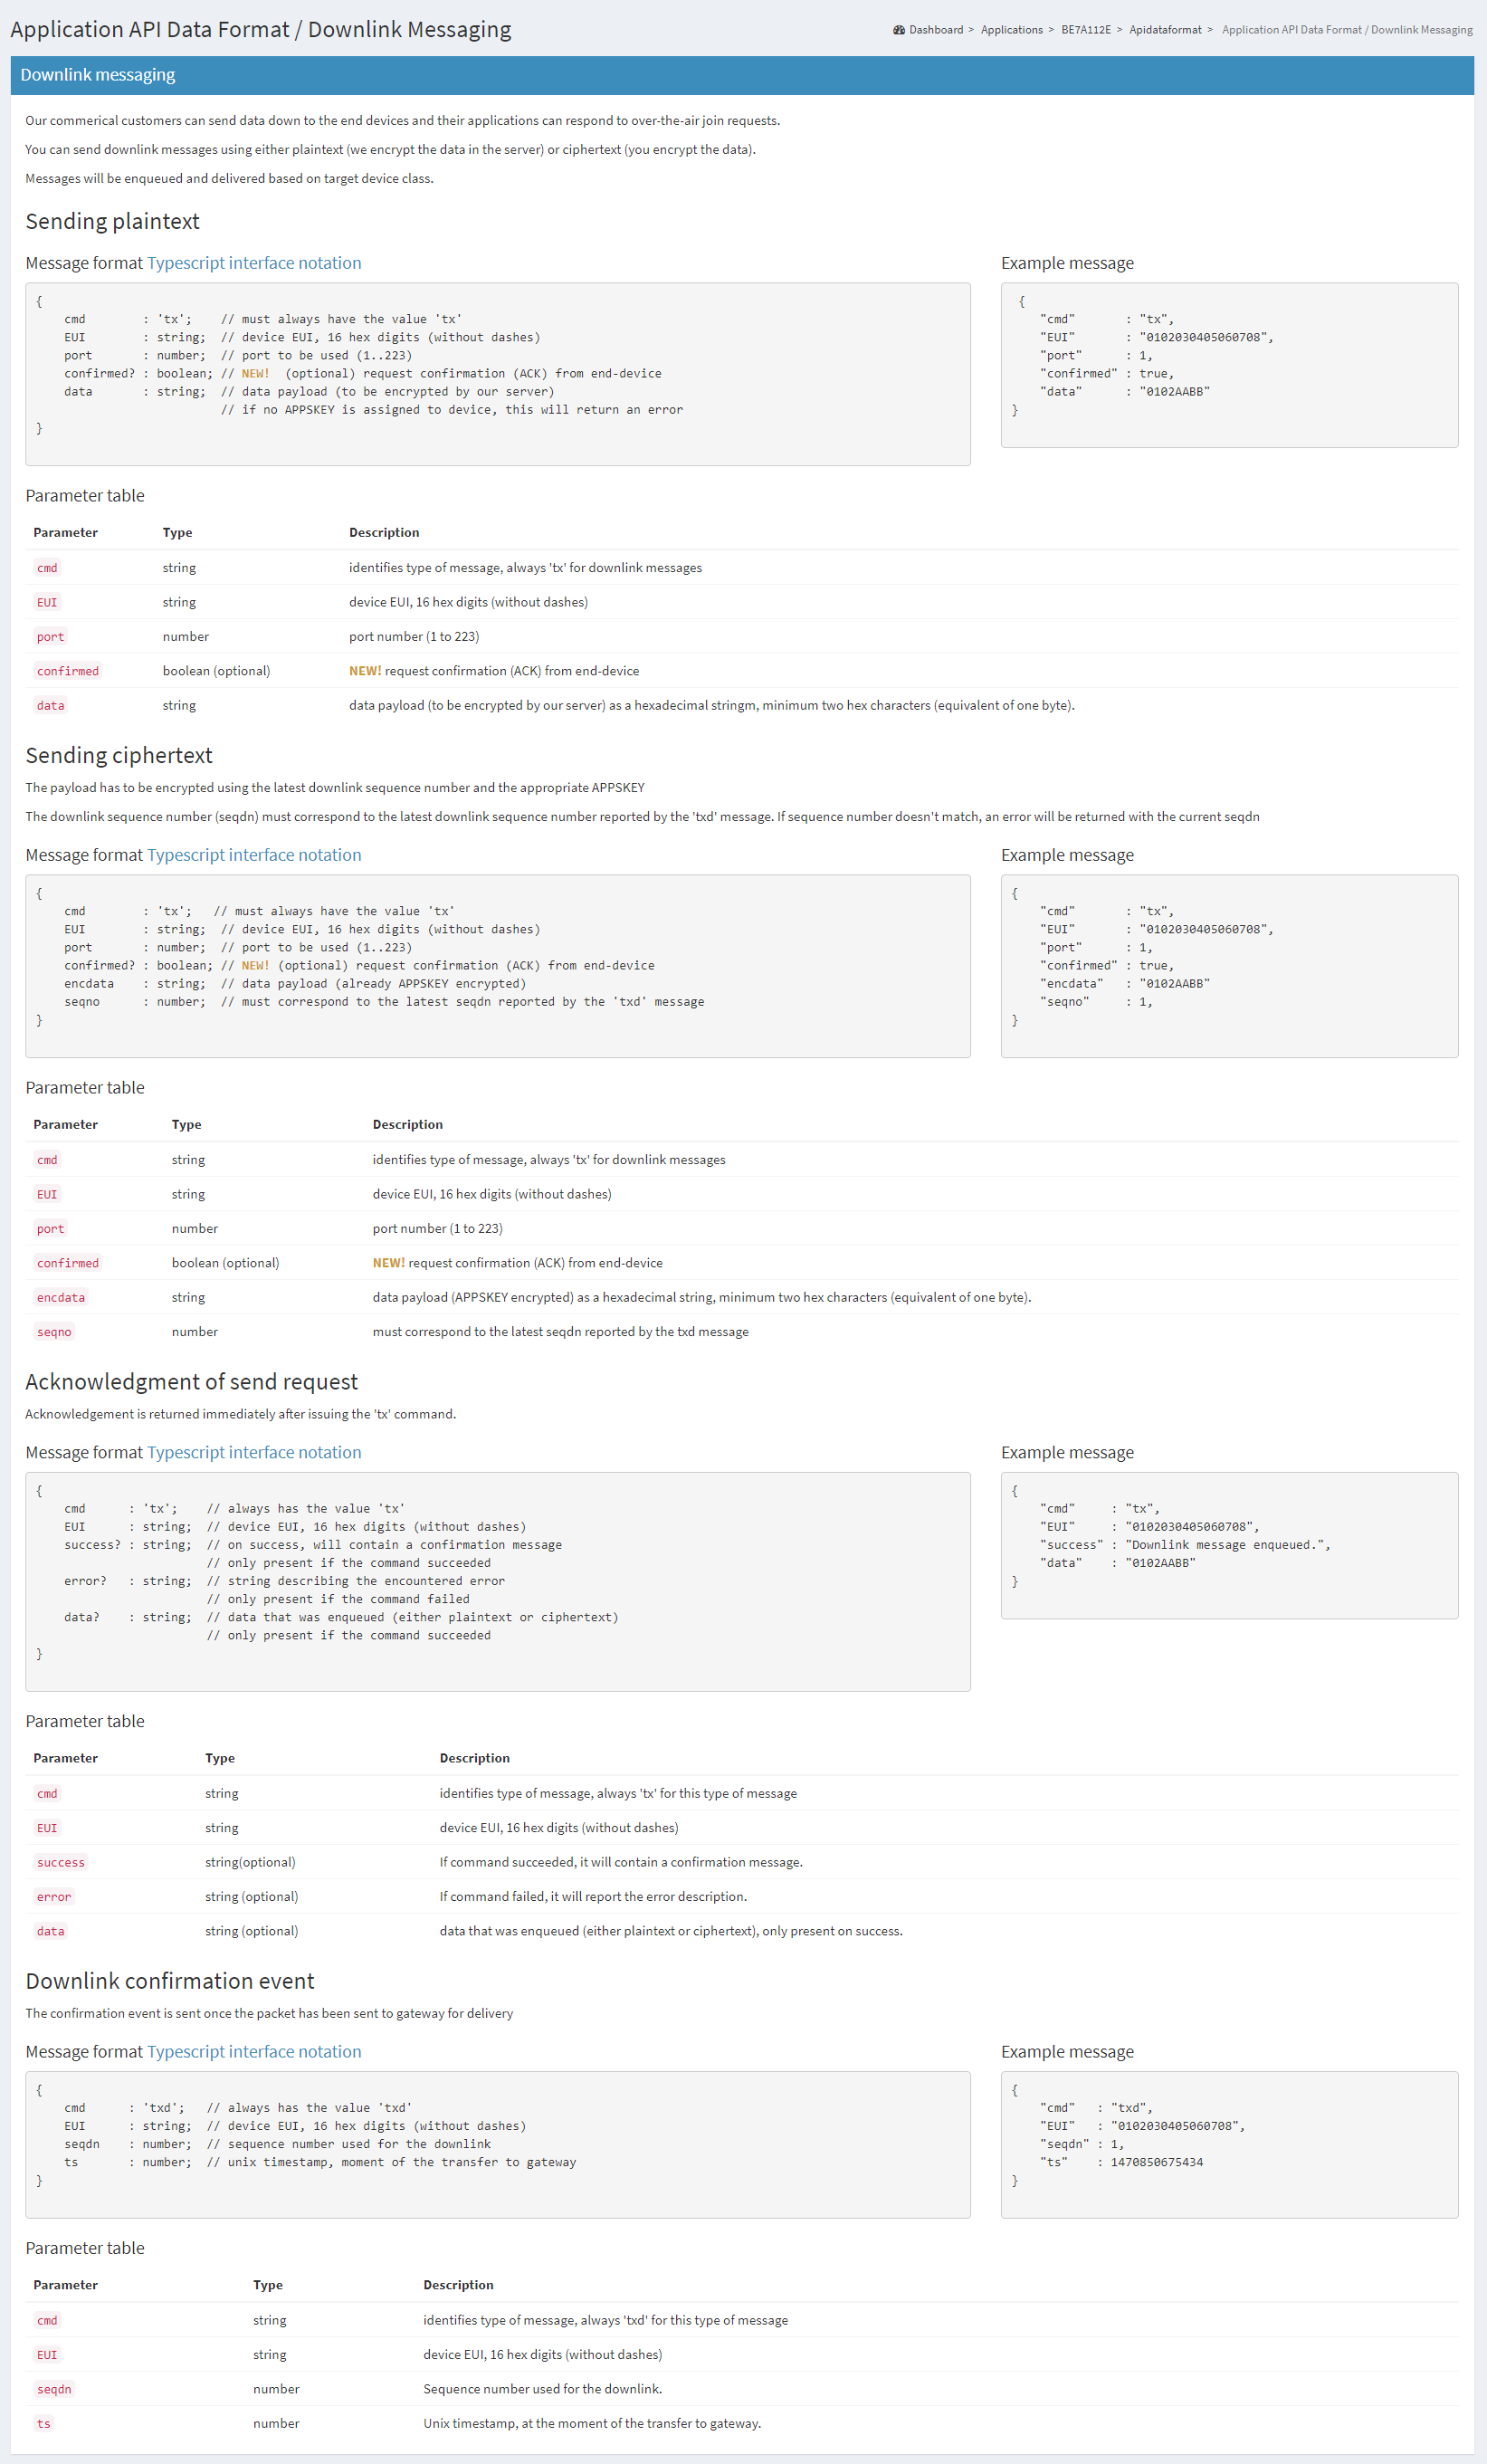 Application API Data Format / Downlink Messaging
Dashboard > Applications > BE7A112E > Apidataformat > Application API Data Format / Downlink Messaging
Downlink messaging
Our commerical customers can send data down to the end devices and their applications can respond to over-the-air join requests.
You can send downlink messages using either plaintext (we encrypt the data in the server) or ciphertext (you encrypt the data).
Messages will be enqueued and delivered based on target device class.
Sending plaintext
Message format Typescript interface notation
{
    cmd        : 'tx';    // must always have the value 'tx'
    EUI        : string;  // device EUI, 16 hex digits (without dashes)
    port       : number;  // port to be used (1..223)
    confirmed? : boolean; // NEW!  (optional) request confirmation (ACK) from end-device
    data       : string;  // data payload (to be encrypted by our server)
                          // if no APPSKEY is assigned to device, this will return an error
}
Example message
{
    "cmd"       : "tx",
    "EUI"       : "0102030405060708",
    "port"      : 1,
    "confirmed" : true,
    "data"      : "0102AABB"
}
Parameter table
Parameter Type Description
cmd string identifies type of message, always 'tx' for downlink messages
EUI string device EUI, 16 hex digits (without dashes)
port number port number (1 to 223)
confirmed boolean (optional) NEW! request confirmation (ACK) from end-device
data string data payload (to be encrypted by our server) as a hexadecimal stringm, minimum two hex characters (equivalent of one byte).
Sending ciphertext
The payload has to be encrypted using the latest downlink sequence number and the appropriate APPSKEY
The downlink sequence number (seqdn) must correspond to the latest downlink sequence number reported by the 'txd' message. If sequence number doesn't match, an error will be returned with the current seqdn
Message format Typescript interface notation
{
    cmd        : 'tx';   // must always have the value 'tx'
    EUI        : string;  // device EUI, 16 hex digits (without dashes)
    port       : number;  // port to be used (1..223)
    confirmed? : boolean; // NEW! (optional) request confirmation (ACK) from end-device
    encdata    : string;  // data payload (already APPSKEY encrypted)
    seqno      : number;  // must correspond to the latest seqdn reported by the 'txd' message
}
Example message
{
    "cmd"       : "tx",
    "EUI"       : "0102030405060708",
    "port"      : 1,
    "confirmed" : true,
    "encdata"   : "0102AABB"
    "seqno"     : 1,
}
Parameter table
Parameter Type Description
cmd string identifies type of message, always 'tx' for downlink messages
EUI string device EUI, 16 hex digits (without dashes)
port number port number (1 to 223)
confirmed boolean (optional) NEW! request confirmation (ACK) from end-device
encdata string data payload (APPSKEY encrypted) as a hexadecimal string, minimum two hex characters (equivalent of one byte).
seqno number must correspond to the latest seqdn reported by the txd message
Acknowledgment of send request
Acknowledgement is returned immediately after issuing the 'tx' command.
Message format Typescript interface notation
{
    cmd      : 'tx';    // always has the value 'tx'
    EUI      : string;  // device EUI, 16 hex digits (without dashes)
    success? : string;  // on success, will contain a confirmation message
                        // only present if the command succeeded
    error?   : string;  // string describing the encountered error
                        // only present if the command failed
    data?    : string;  // data that was enqueued (either plaintext or ciphertext)
                        // only present if the command succeeded
}
Example message
{
    "cmd"     : "tx",
    "EUI"     : "0102030405060708",
    "success" : "Downlink message enqueued.",
    "data"    : "0102AABB"
}
Parameter table
Parameter Type Description
cmd string identifies type of message, always 'tx' for this type of message
EUI string device EUI, 16 hex digits (without dashes)
success string(optional) If command succeeded, it will contain a confirmation message.
error string (optional) If command failed, it will report the error description.
data string (optional) data that was enqueued (either plaintext or ciphertext), only present on success.
Downlink confirmation event
The confirmation event is sent once the packet has been sent to gateway for delivery
Message format Typescript interface notation
{
    cmd      : 'txd';   // always has the value 'txd'
    EUI      : string;  // device EUI, 16 hex digits (without dashes)
    seqdn    : number;  // sequence number used for the downlink
    ts       : number;  // unix timestamp, moment of the transfer to gateway
}
Example message
{
    "cmd"   : "txd",
    "EUI"   : "0102030405060708",
    "seqdn" : 1,
    "ts"    : 1470850675434
}
Parameter table
Parameter Type Description
cmd string identifies type of message, always 'txd' for this type of message
EUI string device EUI, 16 hex digits (without dashes)
seqdn number Sequence number used for the downlink.
ts number Unix timestamp, at the moment of the transfer to gateway.